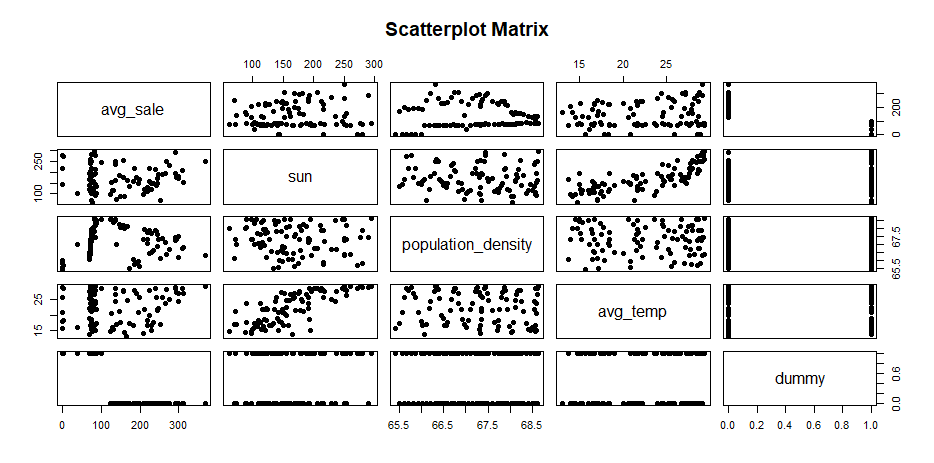 Scatterplot Matrix
100 150 200 250 300
15 20 25
avg_sale
0 200
100 250
sun
population_density
65.5 67.5
15 25
avg_temp
dummy
0.0 0.6
0 100 200 300
65.5 66.5 67.5 68.5
0.0 0.2 0.4 0.6 0.8 1.0